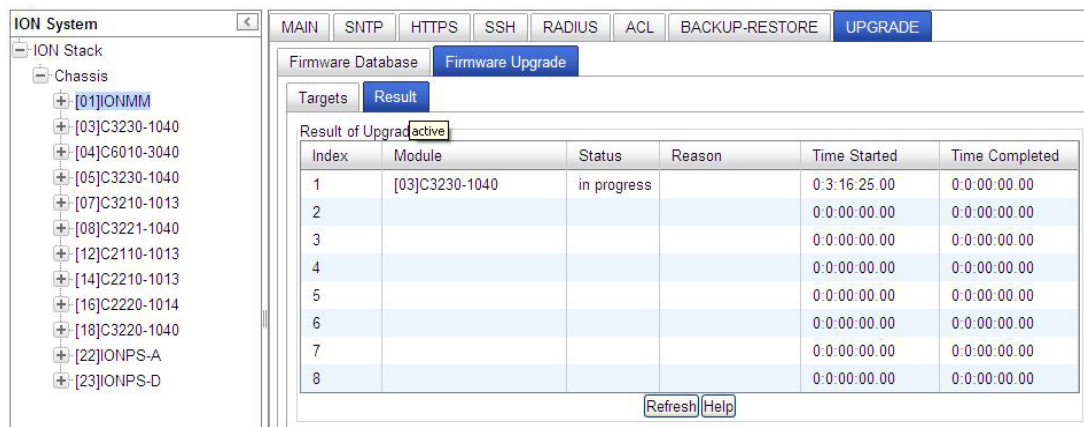 ION System
ION Stack
Chassis
[01]IONMM
[03]C3230-1040
[04]C6010-3040
[05]C3230-1040
[07]C3210-1013
[08]C3221-1040
[12]C2110-1013
[14]C2210-1013
[16]C2220-1014
[18]C3220-1040
[22]IONPS-A
[23]IONPS-D
MAIN SNTP HTTPS SSH RADIUS ACL BACKUP-RESTORE UPGRADE
Firmware Database Firmware Upgrade
Targets Result
Result of Upgrad active
Index Module Status Reason Time Started Time Completed
1 [03]C3230-1040 in progress 0:3:16:25.00 0:0:00:00.00
2 0:0:00:00.00 0:0:00:00.00
3 0:0:00:00.00 0:0:00:00.00
4 0:0:00:00.00 0:0:00:00.00
5 0:0:00:00.00 0:0:00:00.00
6 0:0:00:00.00 0:0:00:00.00
7 0:0:00:00.00 0:0:00:00.00
8 0:0:00:00.00 0:0:00:00.00
Refresh Help